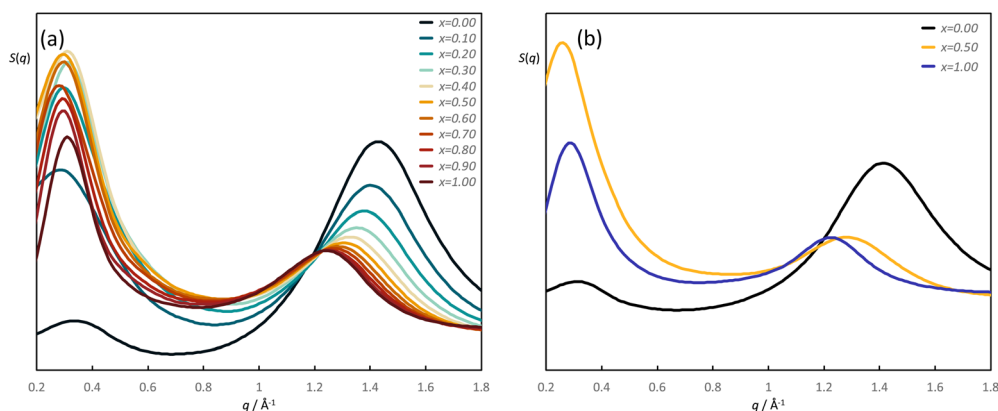 (a)
S(q)
x=0.00
x=0.10
x=0.20
x=0.30
x=0.40
x=0.50
x=0.60
x=0.70
x=0.80
x=0.90
x=1.00
0.2 0.4 0.6 0.8 1 1.2 1.4 1.6 1.8
q / Å⁻¹
(b)
S(q)
x=0.00
x=0.50
x=1.00
0.2 0.4 0.6 0.8 1 1.2 1.4 1.6 1.8
q / Å⁻¹